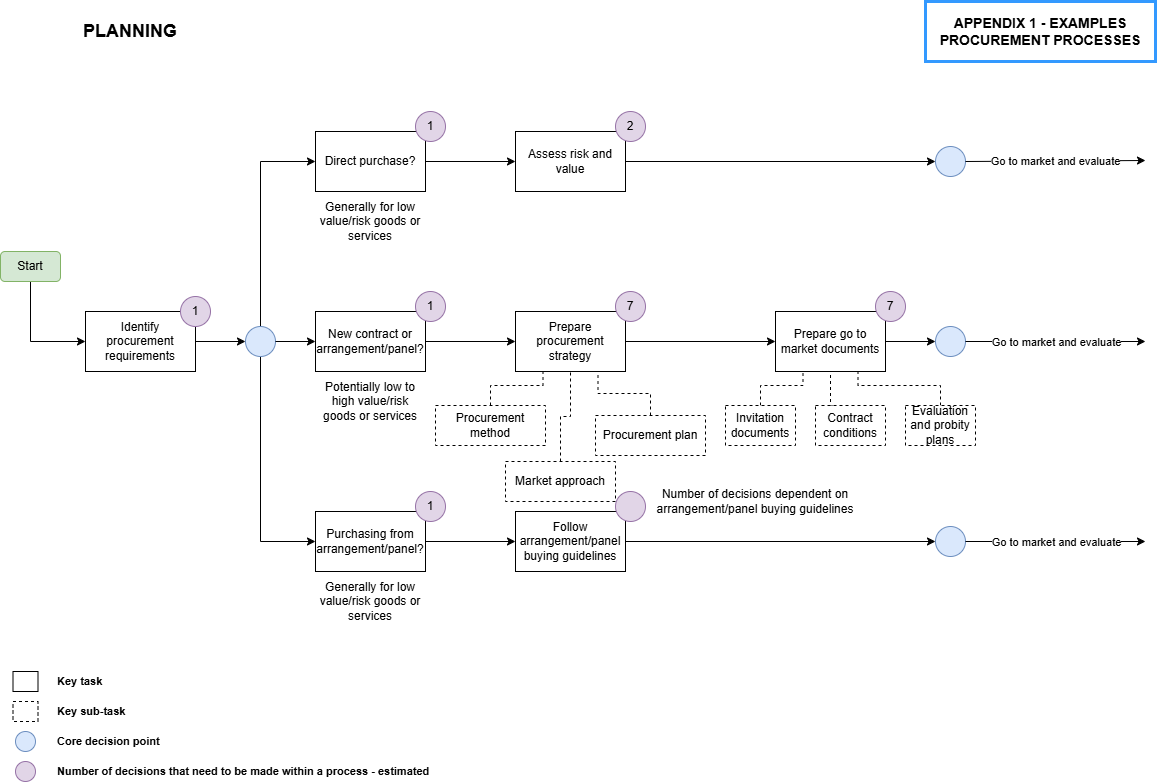 PLANNING
APPENDIX 1 - EXAMPLES
PROCUREMENT PROCESSES
1
Direct purchase?
Generally for low
value/risk goods or
services
2
Assess risk and
value
Go to market and evaluate
Start
1
Identify
procurement
requirements
1
New contract or
arrangement/panel?
Potentially low to
high value/risk
goods or services
7
Prepare
procurement
strategy
Procurement
method
Market approach
Procurement plan
7
Prepare go to
market documents
Invitation
documents
Contract
conditions
Evaluation
and probity
plans
Go to market and evaluate
1
Purchasing from
arrangement/panel?
Generally for low
value/risk goods or
services
Follow
arrangement/panel
buying guidelines
Number of decisions dependent on
arrangement/panel buying guidelines
Go to market and evaluate
Key task
Key sub-task
Core decision point
Number of decisions that need to be made within a process - estimated